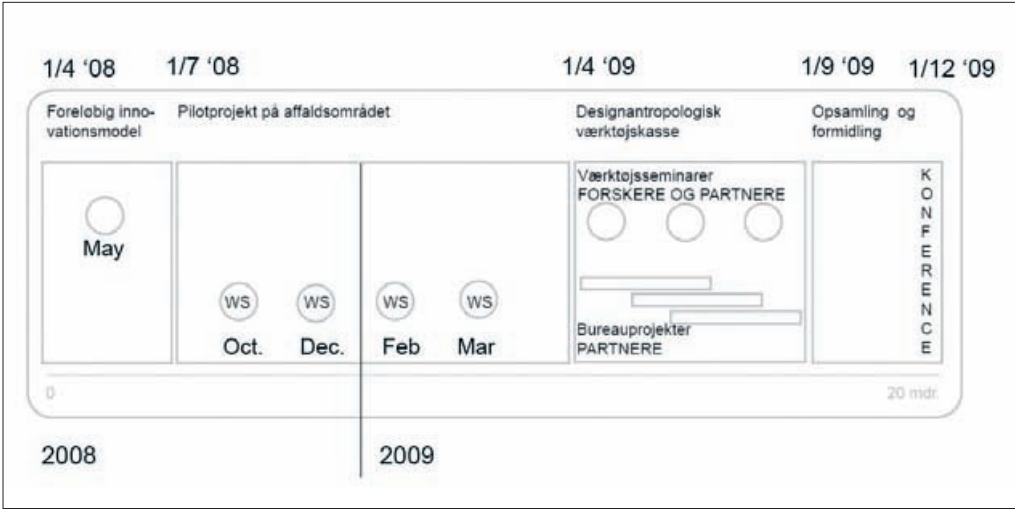 1/4 ‘08
1/7 ‘08
1/4 ‘09
1/9 ‘09
1/12 ‘09
Foreløbig inno-
vationsmodel
Pilotprojekt på affaldsområdet
Designantropologisk
værktøjskasse
Opsamling og
formidling
May
WS
WS
WS
WS
Oct.
Dec.
Feb
Mar
Værktøjsseminarer
FORSKERE OG PARTNERE
Bureauprojekter
PARTNERE
KONFERENCE
0
20 mdr.
2008
2009